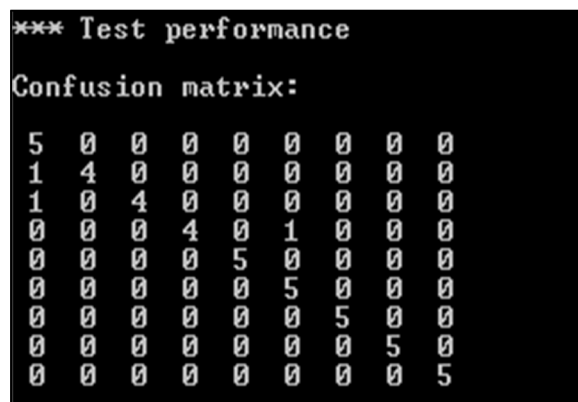 *** Test performance
Confusion matrix:
5 0 0 0 0 0 0 0 0
1 4 0 0 0 0 0 0 0
1 0 4 0 0 0 0 0 0
0 0 0 4 0 1 0 0 0
0 0 0 0 5 0 0 0 0
0 0 0 0 0 5 0 0 0
0 0 0 0 0 0 5 0 0
0 0 0 0 0 0 0 5 0
0 0 0 0 0 0 0 0 5